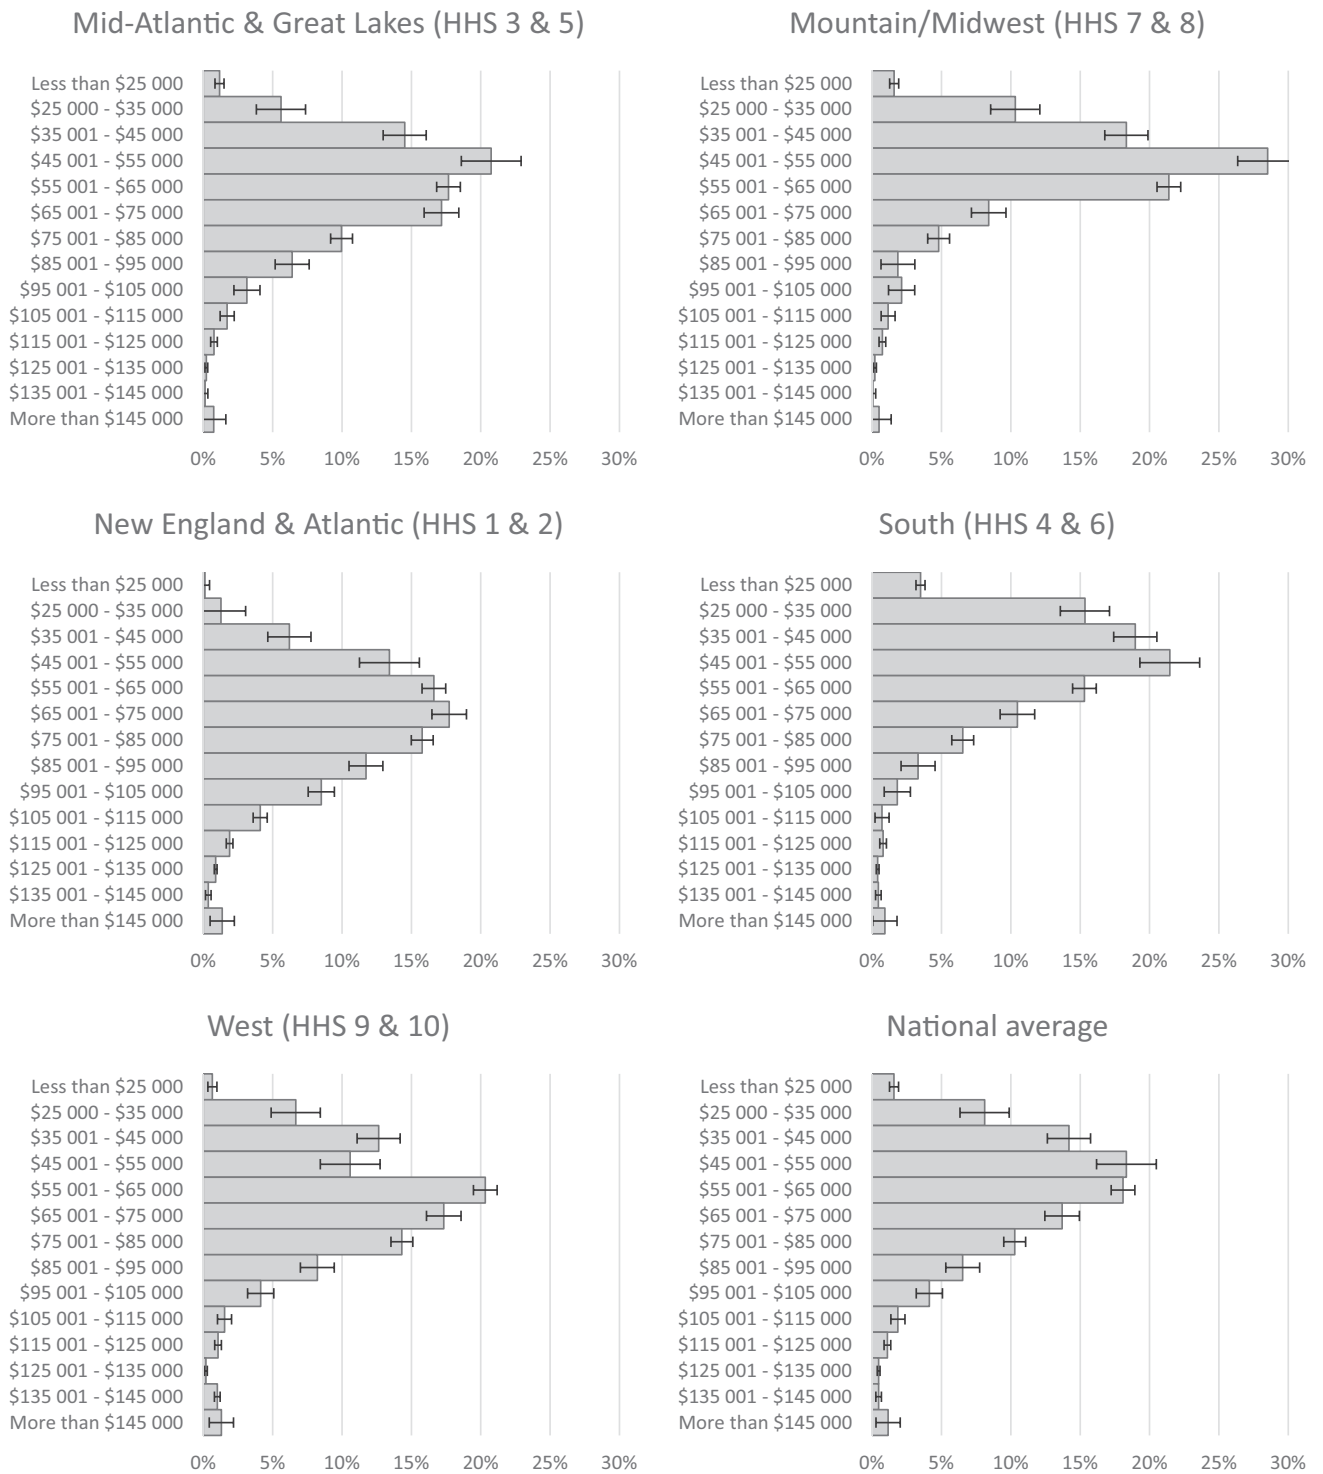 Mid-Atlantic & Great Lakes (HHS 3 & 5)
Less than $25 000
$25 000 - $35 000
$35 001 - $45 000
$45 001 - $55 000
$55 001 - $65 000
$65 001 - $75 000
$75 001 - $85 000
$85 001 - $95 000
$95 001 - $105 000
$105 001 - $115 000
$115 001 - $125 000
$125 001 - $135 000
$135 001 - $145 000
More than $145 000
0% 5% 10% 15% 20% 25% 30%
Mountain/Midwest (HHS 7 & 8)
Less than $25 000
$25 000 - $35 000
$35 001 - $45 000
$45 001 - $55 000
$55 001 - $65 000
$65 001 - $75 000
$75 001 - $85 000
$85 001 - $95 000
$95 001 - $105 000
$105 001 - $115 000
$115 001 - $125 000
$125 001 - $135 000
$135 001 - $145 000
More than $145 000
0% 5% 10% 15% 20% 25% 30%
New England & Atlantic (HHS 1 & 2)
Less than $25 000
$25 000 - $35 000
$35 001 - $45 000
$45 001 - $55 000
$55 001 - $65 000
$65 001 - $75 000
$75 001 - $85 000
$85 001 - $95 000
$95 001 - $105 000
$105 001 - $115 000
$115 001 - $125 000
$125 001 - $135 000
$135 001 - $145 000
More than $145 000
0% 5% 10% 15% 20% 25% 30%
South (HHS 4 & 6)
Less than $25 000
$25 000 - $35 000
$35 001 - $45 000
$45 001 - $55 000
$55 001 - $65 000
$65 001 - $75 000
$75 001 - $85 000
$85 001 - $95 000
$95 001 - $105 000
$105 001 - $115 000
$115 001 - $125 000
$125 001 - $135 000
$135 001 - $145 000
More than $145 000
0% 5% 10% 15% 20% 25% 30%
West (HHS 9 & 10)
Less than $25 000
$25 000 - $35 000
$35 001 - $45 000
$45 001 - $55 000
$55 001 - $65 000
$65 001 - $75 000
$75 001 - $85 000
$85 001 - $95 000
$95 001 - $105 000
$105 001 - $115 000
$115 001 - $125 000
$125 001 - $135 000
$135 001 - $145 000
More than $145 000
0% 5% 10% 15% 20% 25% 30%
National average
Less than $25 000
$25 000 - $35 000
$35 001 - $45 000
$45 001 - $55 000
$55 001 - $65 000
$65 001 - $75 000
$75 001 - $85 000
$85 001 - $95 000
$95 001 - $105 000
$105 001 - $115 000
$115 001 - $125 000
$125 001 - $135 000
$135 001 - $145 000
More than $145 000
0% 5% 10% 15% 20% 25% 30%